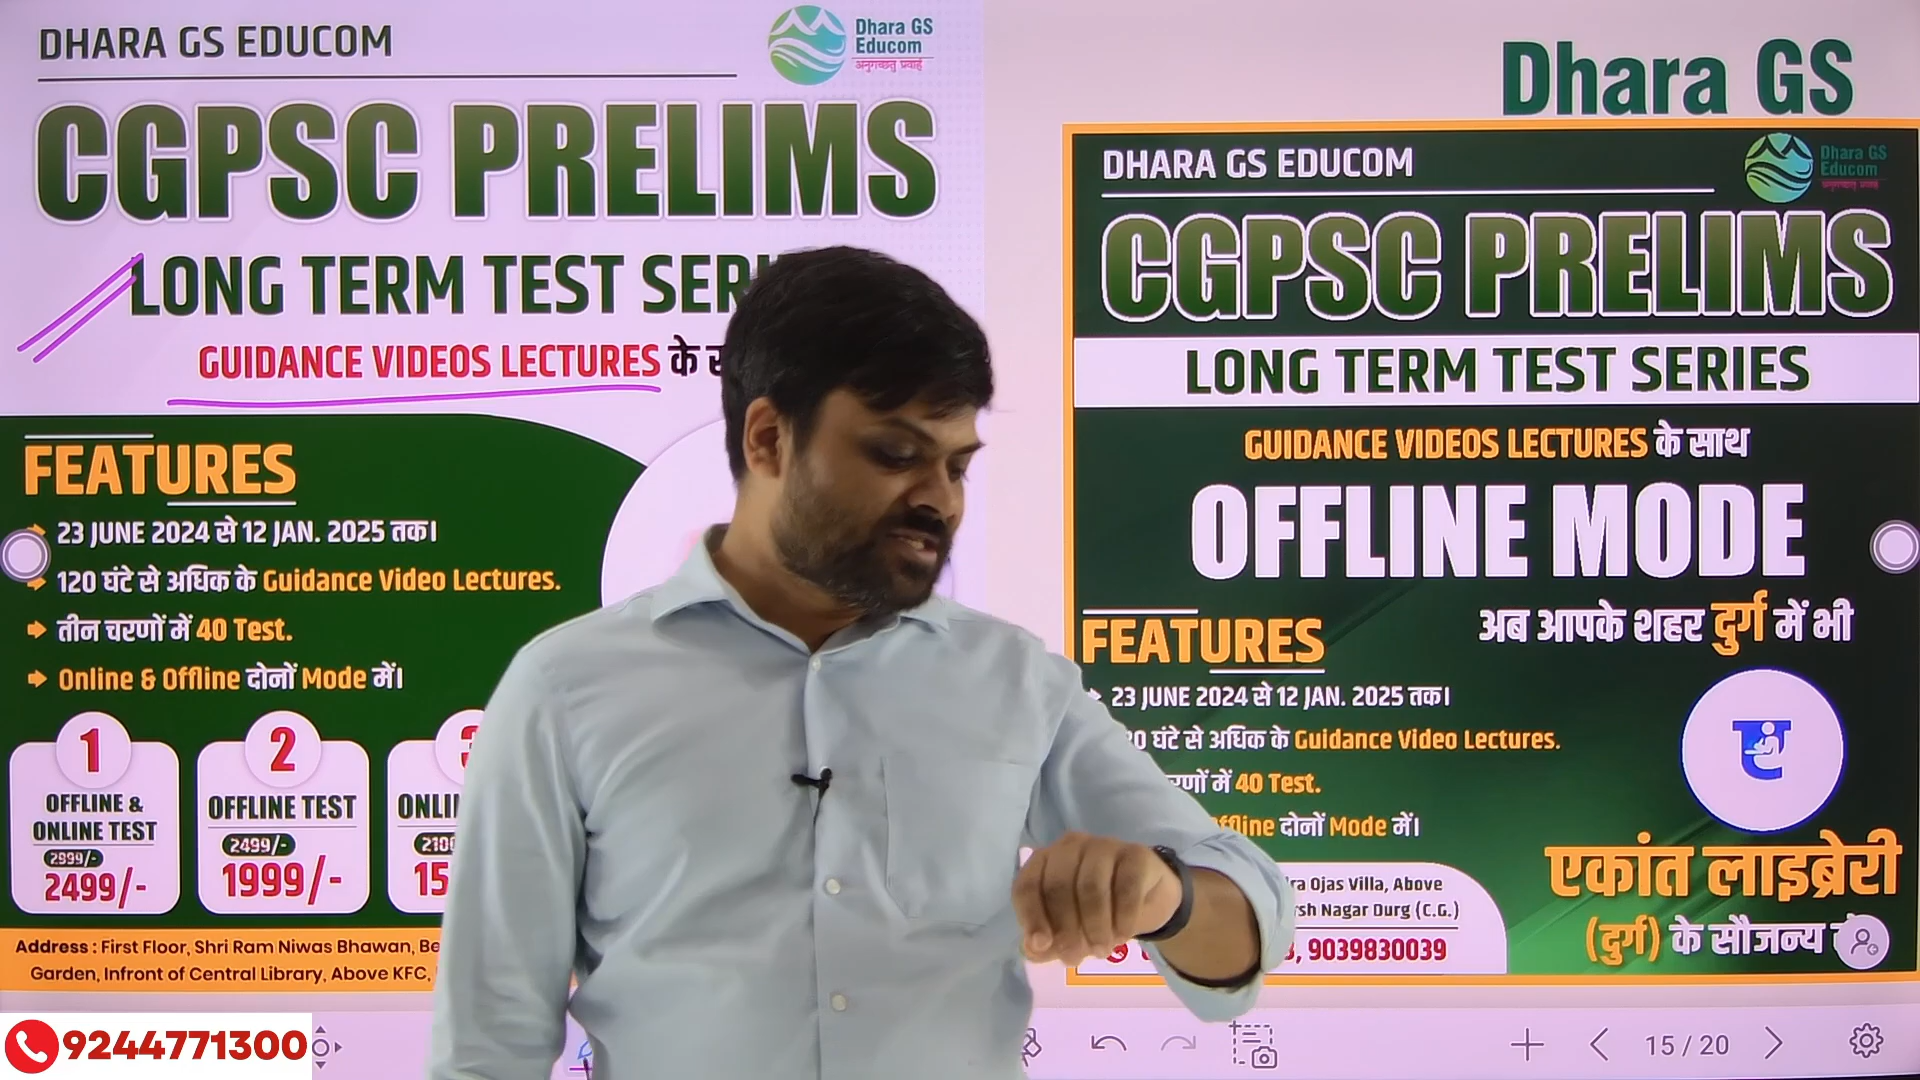 DHARA GS EDUCOM
Dhara GS
Educom
अनुगच्छतु प्रवाहं
CGPSC PRELIMS
LONG TERM TEST
GUIDANCE VIDEOS LECTURES के
FEATURES
23 JUNE 2024 से 12 JAN. 2025 तक।
120 घंटे से अधिक के Guidance Video Lectures.
तीन चरणों में 40 Test.
Online & Offline दोनों Mode में।
1
OFFLINE &
ONLINE TEST
2999/-
2499/-
2
OFFLINE TEST
2499/-
1999/-
Address : First Floor, Shri Ram Niwas Bhawan,
Garden, Infront of Central Library, Above KFC,
9244771300
Dhara GS
DHARA GS EDUCOM
Dhara GS
Educom
CGPSC PRELIMS
LONG TERM TEST SERIES
GUIDANCE VIDEOS LECTURES के साथ
OFFLINE MODE
अब आपके शहर दुर्ग में भी
FEATURES
23 JUNE 2024 से 12 JAN. 2025 तक।
घंटे से अधिक के Guidance Video Lectures.
में 40 Test.
दोनों Mode में।
ए
एकांत लाइब्रेरी
(दुर्ग) के सौजन्य
Ojas Villa, Above
Nagar Durg (C.G.)
9039830039
15 / 20